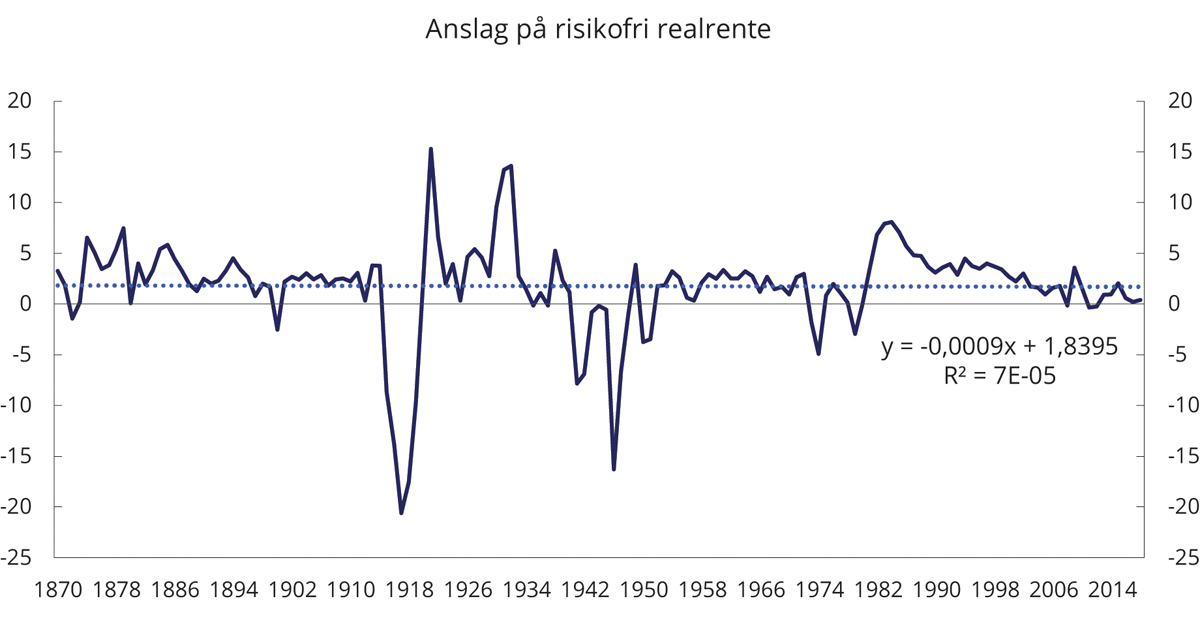 Anslag på risikofri realrente
20 20
15 15
10 10
5 5
0 0
-5 -5
y = -0,0009x + 1,8395
R² = 7E-05
-10 -10
-15 -15
-20 -20
-25 -25
1870 1878 1886 1894 1902 1910 1918 1926 1934 1942 1950 1958 1966 1974 1982 1990 1998 2006 2014